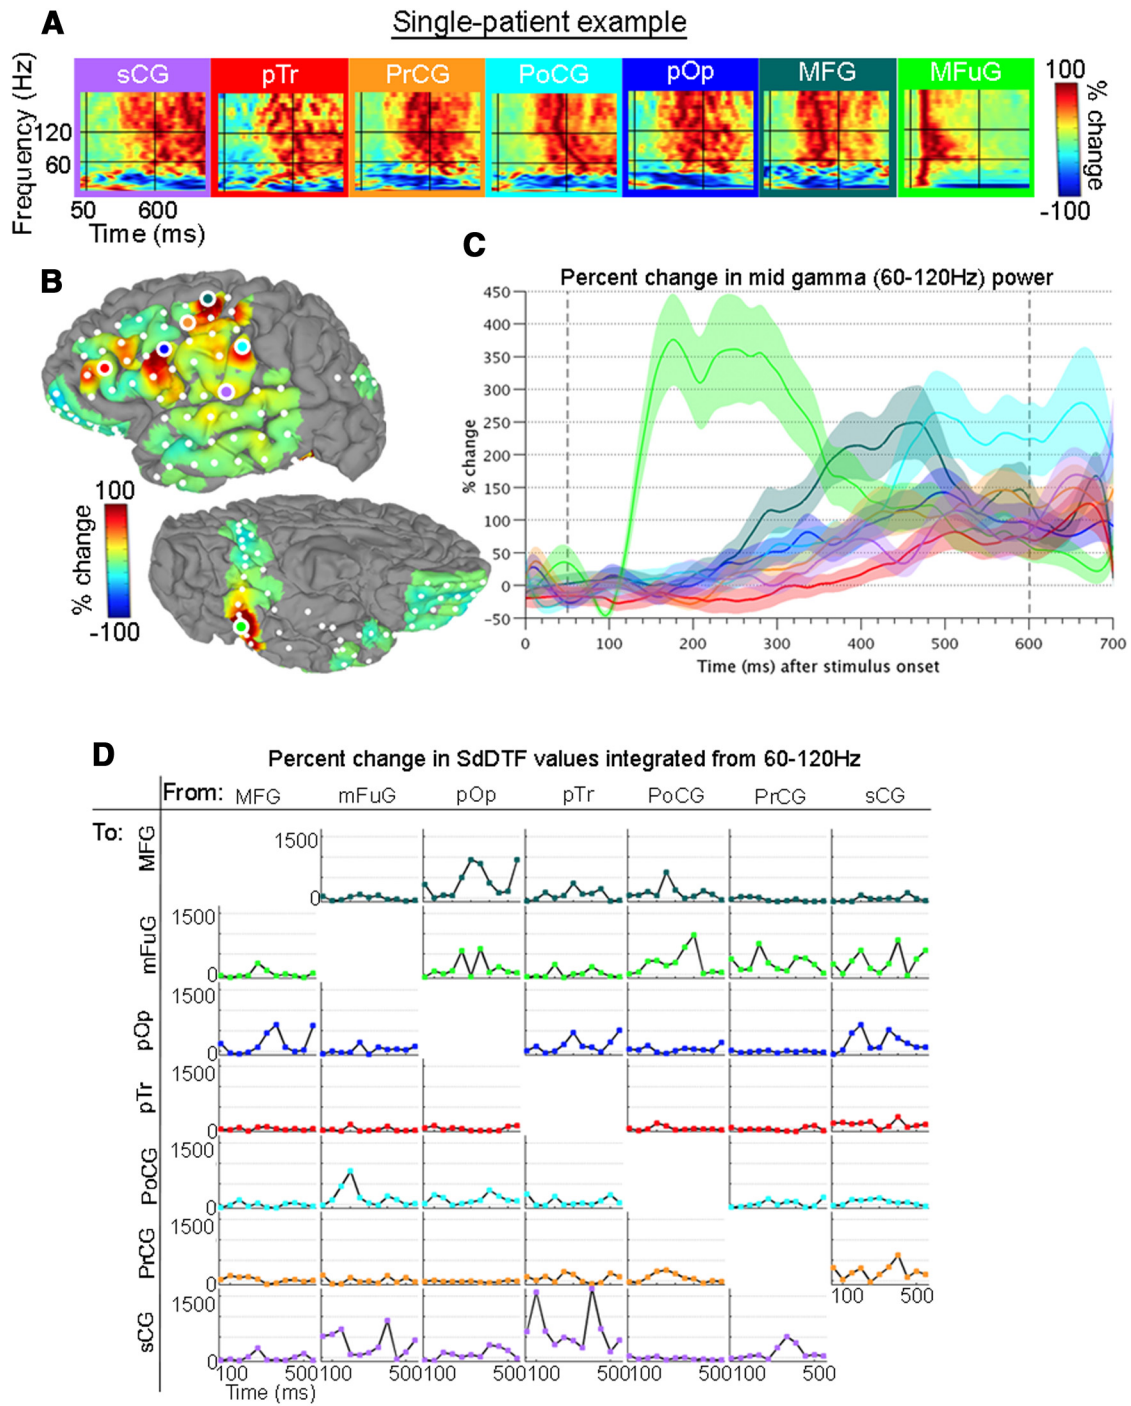 A
Single-patient example
sCG pTr PrCG PoCG pOp MFG MFuG
Frequency (Hz)
120
60
50 600
Time (ms)
100
% change
-100
B
100
% change
-100
C
Percent change in mid gamma (60-120Hz) power
% change
450
400
350
300
250
200
150
100
50
0
-50
0 100 200 300 400 500 600 700
Time (ms) after stimulus onset
D
Percent change in SdDTF values integrated from 60-120Hz
From: MFG mFuG pOp pTr PoCG PrCG sCG
To:
MFG
1500
0
mFuG
1500
0
pOp
1500
0
pTr
1500
0
PoCG
1500
0
PrCG
1500
0
100 500
sCG
1500
0
100 500 100 500 100 500 100 500 100 500 100 500
Time (ms)